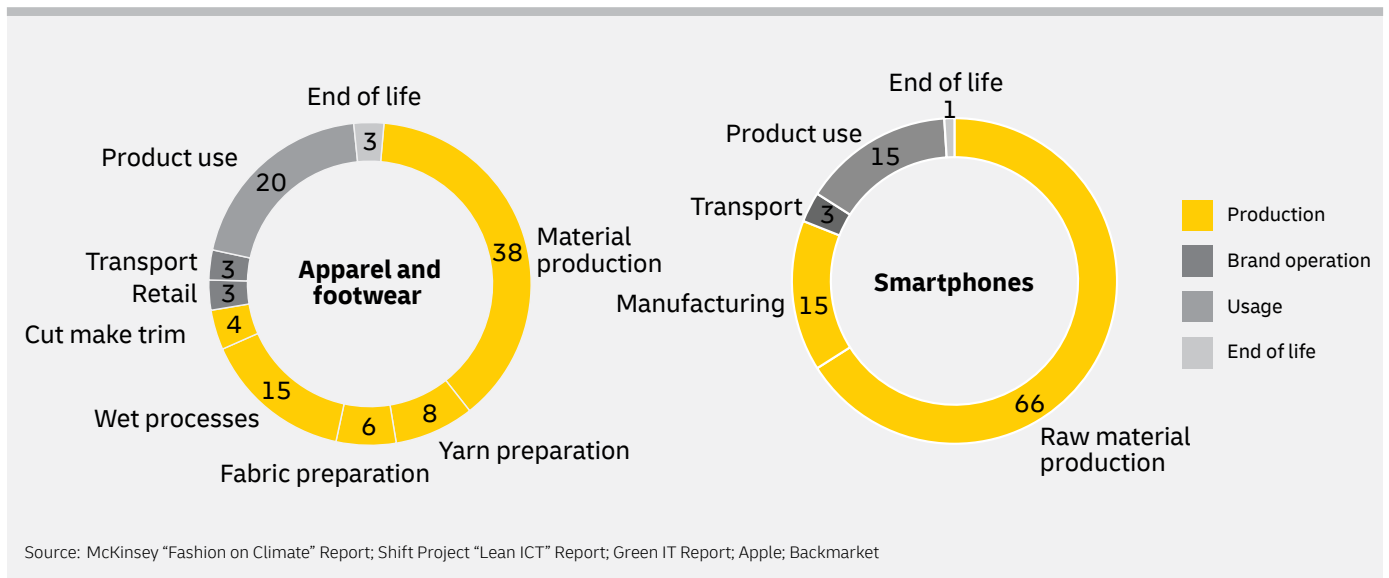 End of life
3
Product use
20
Transport
3
Retail
3
Cut make trim
4
Wet processes
15
Fabric preparation
6
Yarn preparation
8
Material
production
38
Apparel and
footwear
End of life
1
Product use
15
Transport
3
Manufacturing
15
Smartphones
66
Raw material
production
Production
Brand operation
Usage
End of life
Source: McKinsey “Fashion on Climate” Report; Shift Project “Lean ICT” Report; Green IT Report; Apple; Backmarket